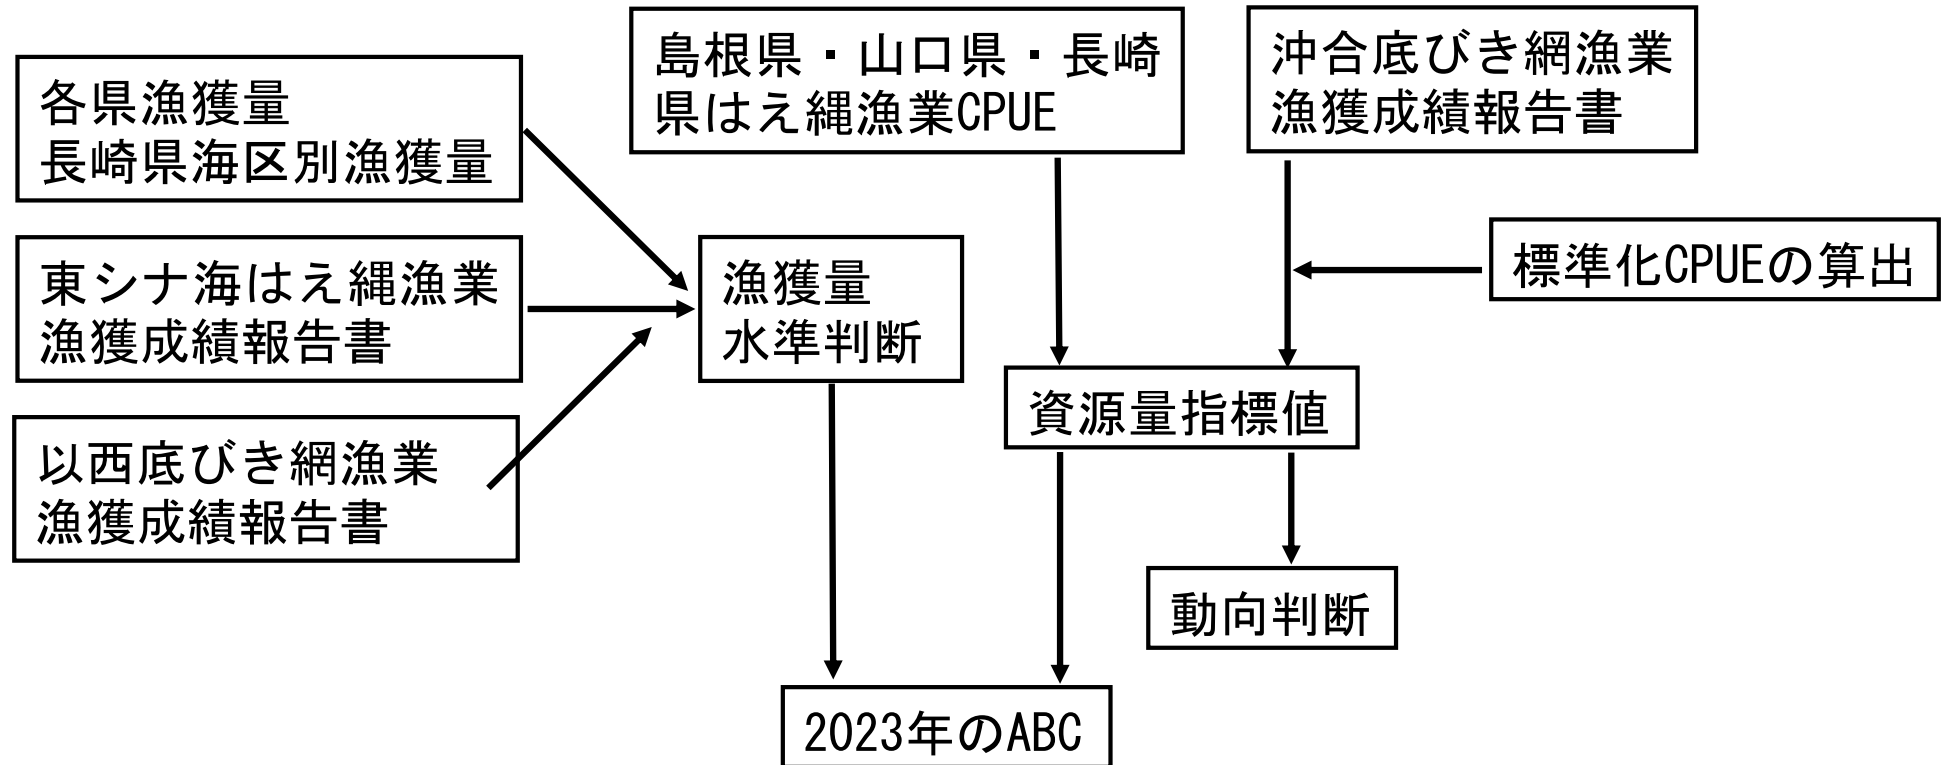 島根県・山口県・長崎
県はえ縄漁業CPUE
沖合底びき網漁業
漁獲成績報告書
各県漁獲量
長崎県海区別漁獲量
東シナ海はえ縄漁業
漁獲成績報告書
漁獲量
水準判断
標準化CPUEの算出
以西底びき網漁業
漁獲成績報告書
資源量指標値
動向判断
2023年のABC